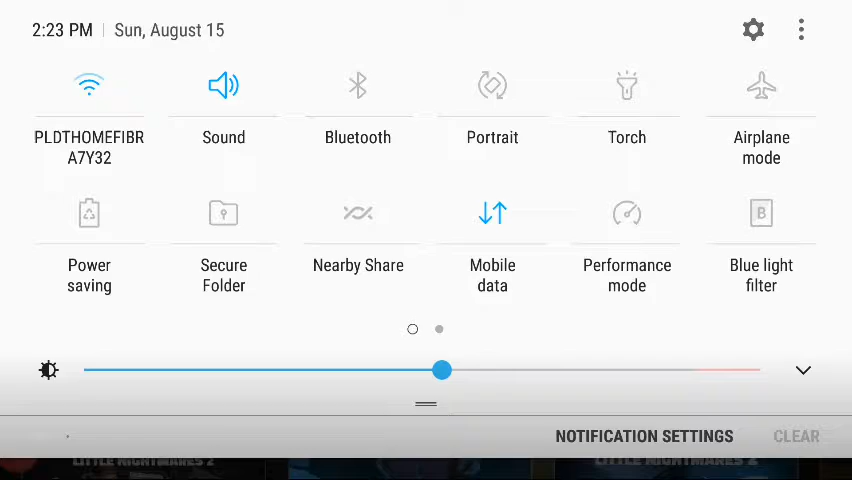 2:23 PM | Sun, August 15
PLDTHOMEFIBR
A7Y32
Sound
Bluetooth
Portrait
Torch
Airplane
mode
Power
saving
Secure
Folder
Nearby Share
Mobile
data
Performance
mode
B
Blue light
filter
NOTIFICATION SETTINGS
CLEAR
LITTLE NIGHTMARES 2
LITTLE NIGHTMARES 2